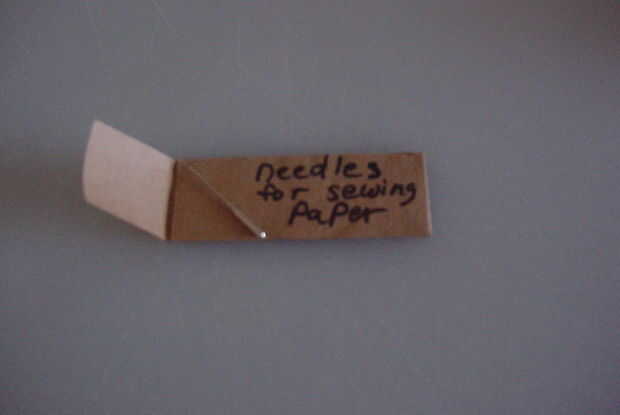 needles
for sewing
PaPer